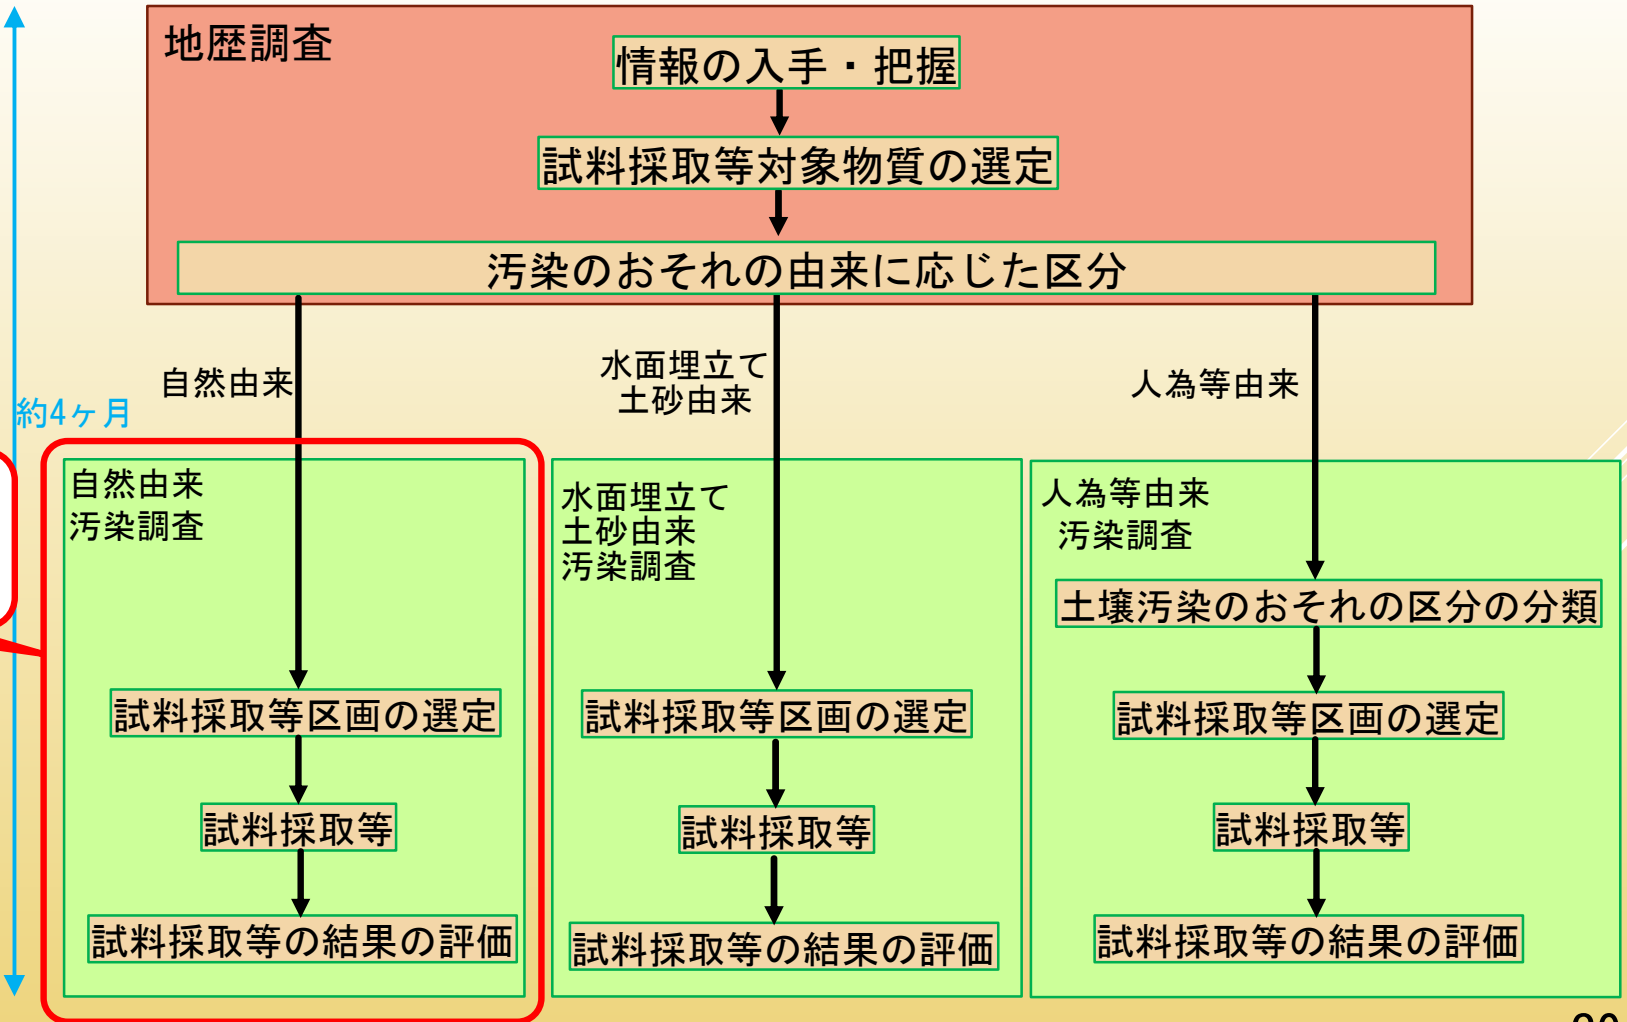 地歴調査
情報の入手・把握
試料採取等対象物質の選定
汚染のおそれの由来に応じた区分
自然由来
水面埋立て
土砂由来
人為等由来
約4ヶ月
自然由来
汚染調査
試料採取等区画の選定
試料採取等
試料採取等の結果の評価
水面埋立て
土砂由来
汚染調査
試料採取等区画の選定
試料採取等
試料採取等の結果の評価
人為等由来
汚染調査
土壌汚染のおそれの区分の分類
試料採取等区画の選定
試料採取等
試料採取等の結果の評価